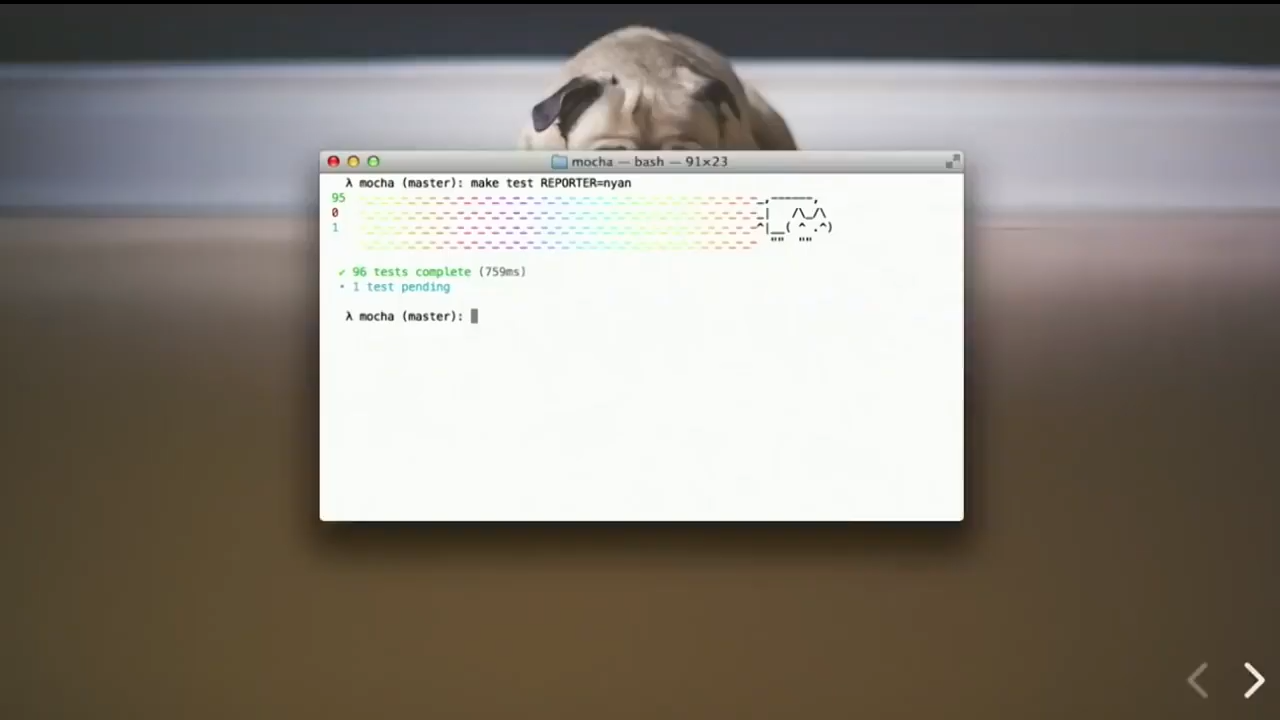 mocha — bash — 91×23
λ mocha (master): make test REPORTER=nyan
95
0
1
✓ 96 tests complete (759ms)
• 1 test pending
λ mocha (master):